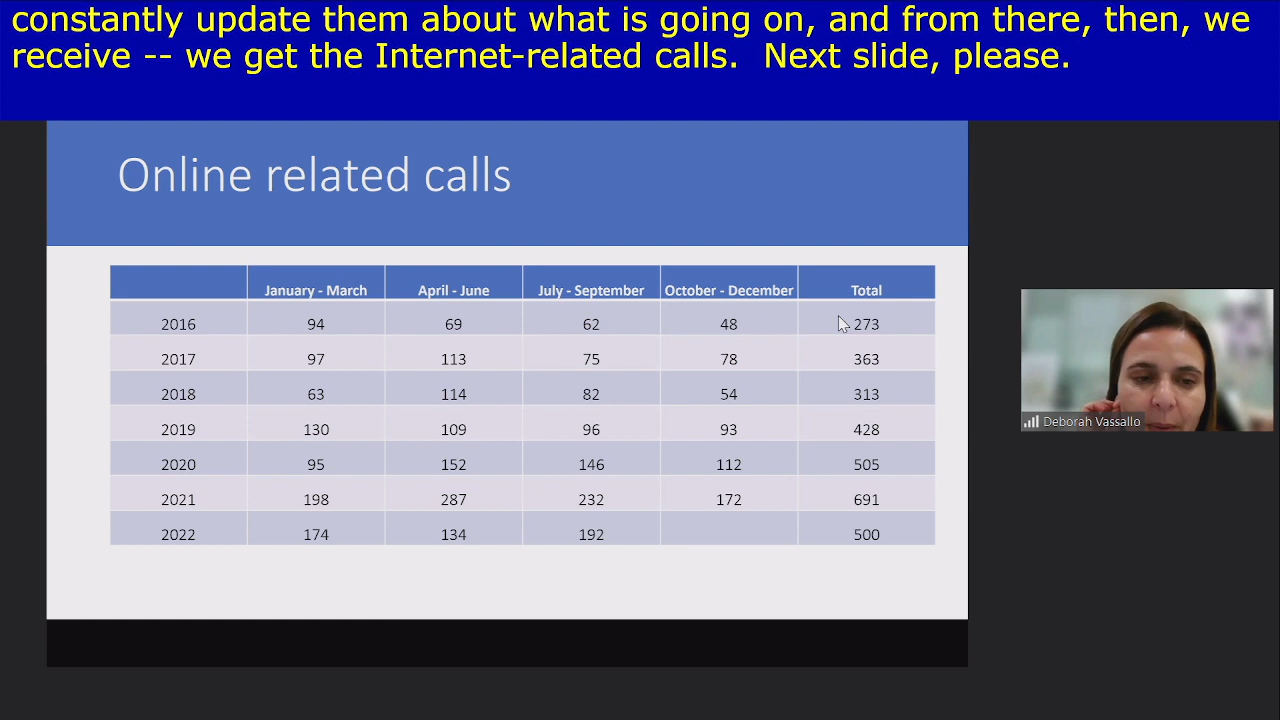 constantly update them about what is going on, and from there, then, we
receive -- we get the Internet-related calls.  Next slide, please.
Online related calls
January - March April - June July - September October - December Total
2016 94 69 62 48 273
2017 97 113 75 78 363
2018 63 114 82 54 313
2019 130 109 96 93 428
2020 95 152 146 112 505
2021 198 287 232 172 691
2022 174 134 192 500
Deborah Vassallo